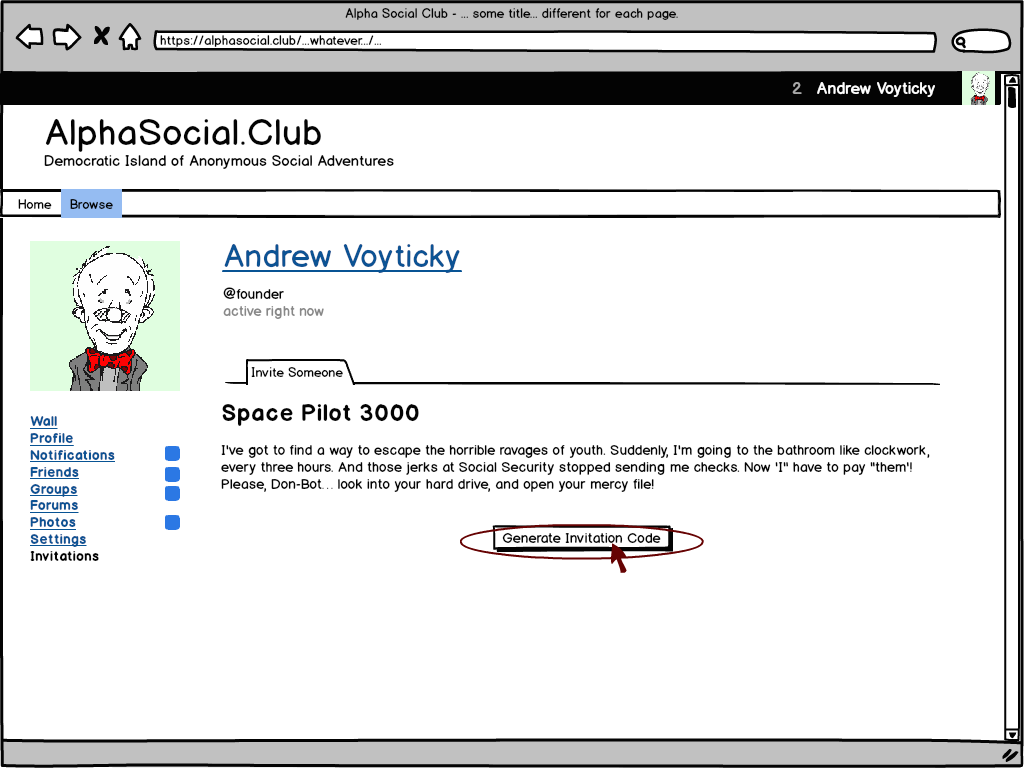 Alpha Social Club - ... some title... different for each page.
https://alphasocial.club/...whatever.../...
2 Andrew Voyticky
AlphaSocial.Club
Democratic Island of Anonymous Social Adventures
Home Browse
Andrew Voyticky
@founder
active right now
Invite Someone
Space Pilot 3000
I've got to find a way to escape the horrible ravages of youth. Suddenly, I'm going to the bathroom like clockwork,
every three hours. And those jerks at Social Security stopped sending me checks. Now 'I" have to pay "them'!
Please, Don-Bot... look into your hard drive, and open your mercy file!
Generate Invitation Code
Wall
Profile
Notifications
Friends
Groups
Forums
Photos
Settings
Invitations